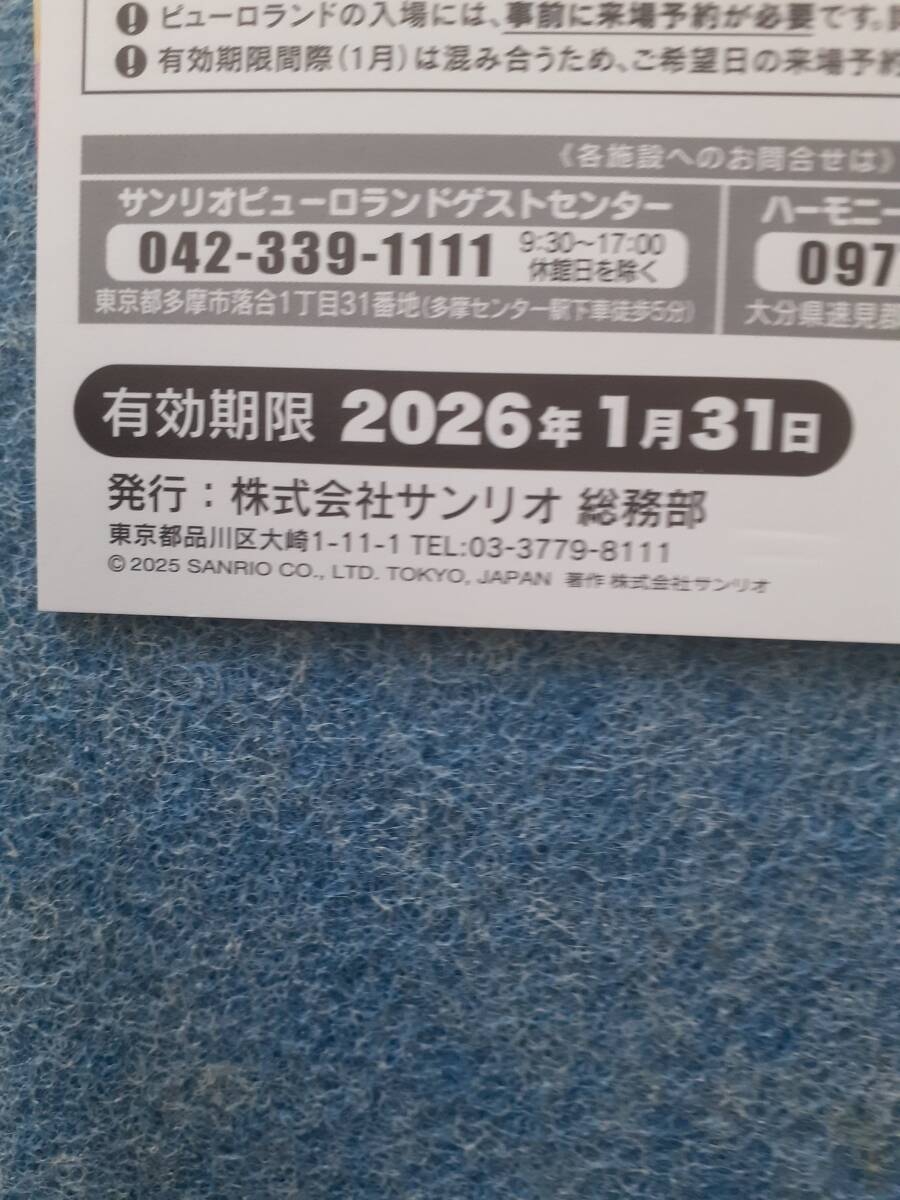 ピューロランドの入場には、事前に来場予約が必要です。
有効期限間際(1月)は混み合うため、ご希望日の来場予約
《各施設へのお問合せは》
サンリオピューロランドゲストセンター
042-339-1111 9:30〜17:00 休館日を除く
東京都多摩市落合1丁目31番地(多摩センター駅下車徒歩5分)
ハーモニー
097
大分県速見郡
有効期限 2026年1月31日
発行：株式会社サンリオ 総務部
東京都品川区大崎1-11-1 TEL:03-3779-8111
©2025 SANRIO CO., LTD. TOKYO, JAPAN 著作 株式会社サンリオ